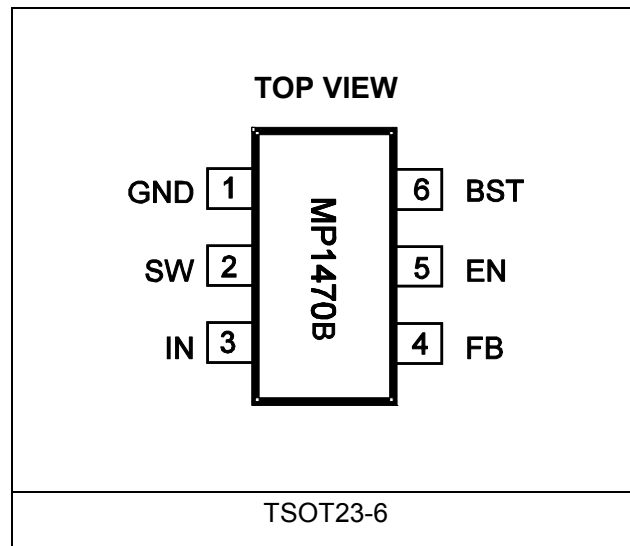 TOP VIEW
GND 1 6 BST
SW 2 5 EN
IN 3 4 FB
MP1470B
TSOT23-6